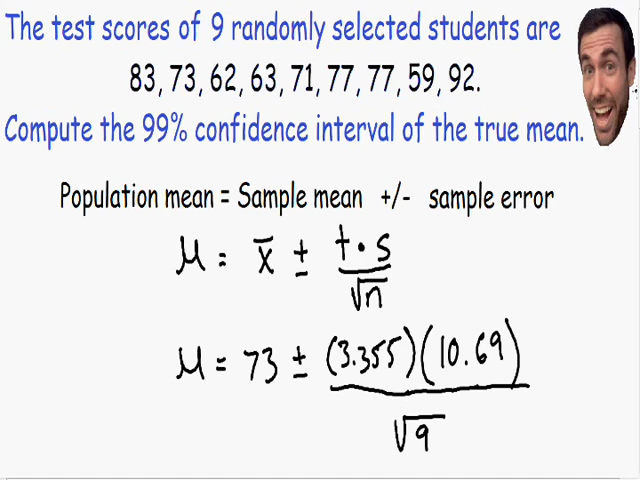 The test scores of 9 randomly selected students are
83, 73, 62, 63, 71, 77, 77, 59, 92.
Compute the 99% confidence interval of the true mean.
Population mean = Sample mean +/- sample error
μ = x̄ ± t·s/√n
μ = 73 ± (3.355)(10.69)/√9